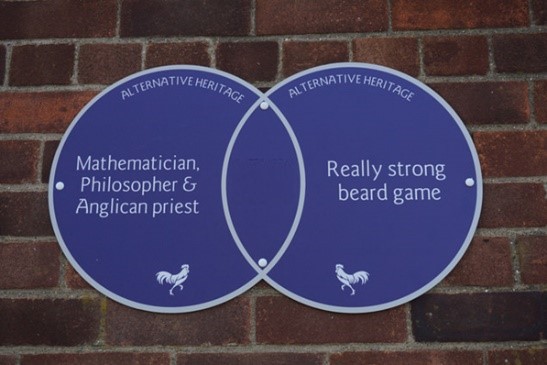 ALTERNATIVE HERITAGE
Mathematician,
Philosopher &
Anglican priest
ALTERNATIVE HERITAGE
Really strong
beard game